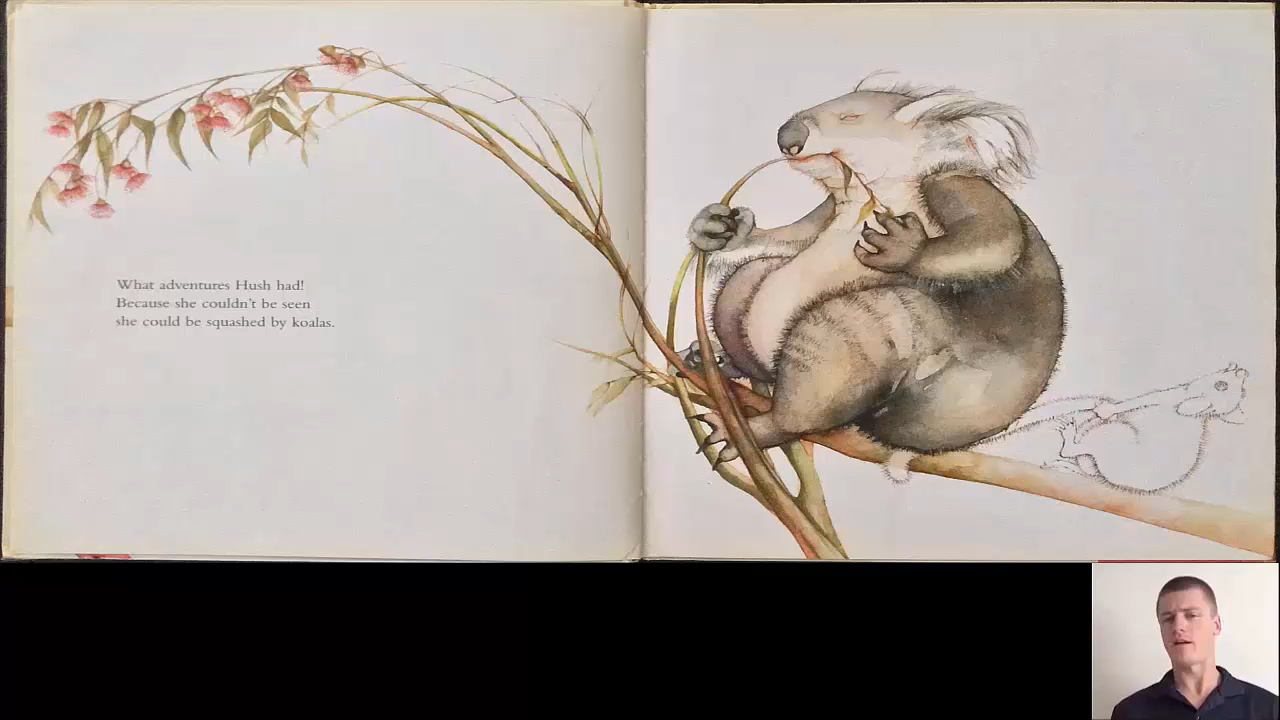 What adventures Hush had!
Because she couldn't be seen
she could be squashed by koalas.